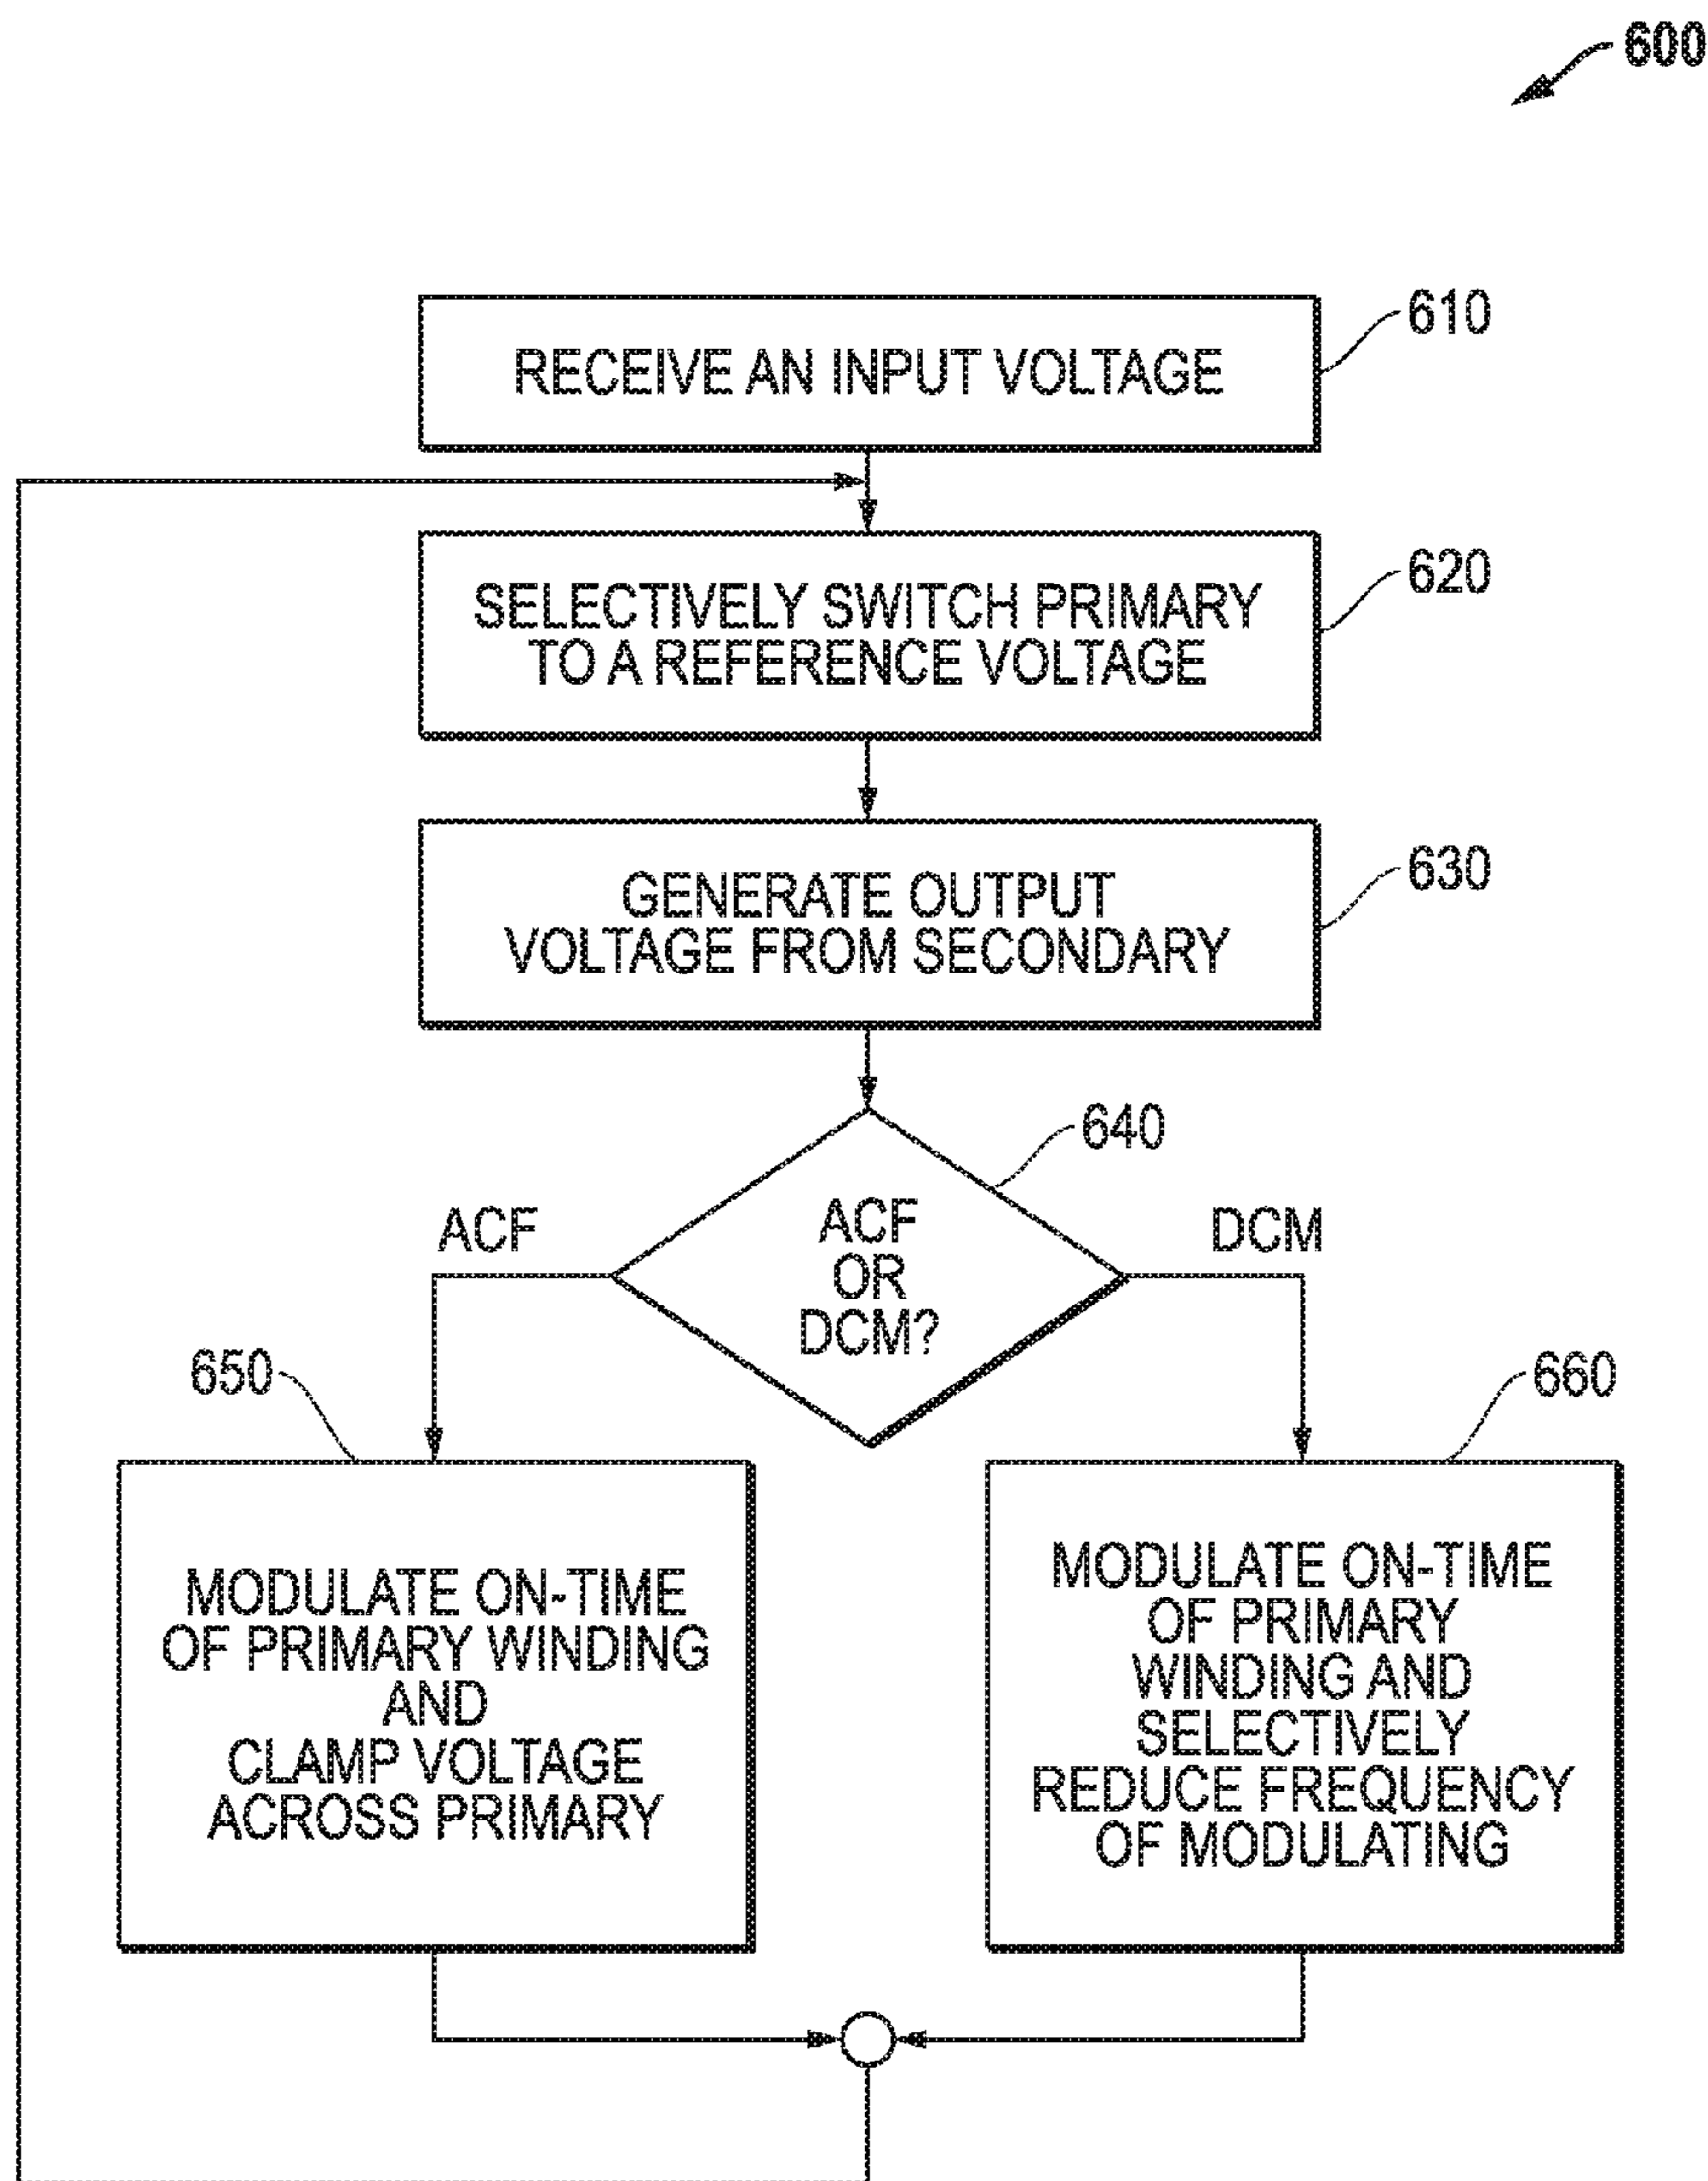 600
610
RECEIVE AN INPUT VOLTAGE
620
SELECTIVELY SWITCH PRIMARY
TO A REFERENCE VOLTAGE
630
GENERATE OUTPUT
VOLTAGE FROM SECONDARY
640
ACF
OR
DCM?
ACF
DCM
650
MODULATE ON-TIME
OF PRIMARY WINDING
AND
CLAMP VOLTAGE
ACROSS PRIMARY
660
MODULATE ON-TIME
OF PRIMARY
WINDING AND
SELECTIVELY
REDUCE FREQUENCY
OF MODULATING